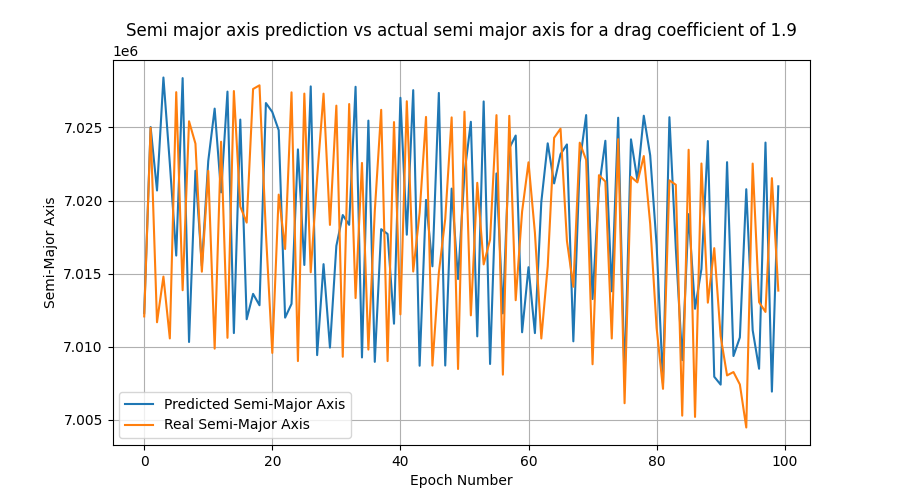 Semi major axis prediction vs actual semi major axis for a drag coefficient of 1.9
1e6
7.025
7.020
7.015
7.010
7.005
Semi-Major Axis
Predicted Semi-Major Axis
Real Semi-Major Axis
0 20 40 60 80 100
Epoch Number